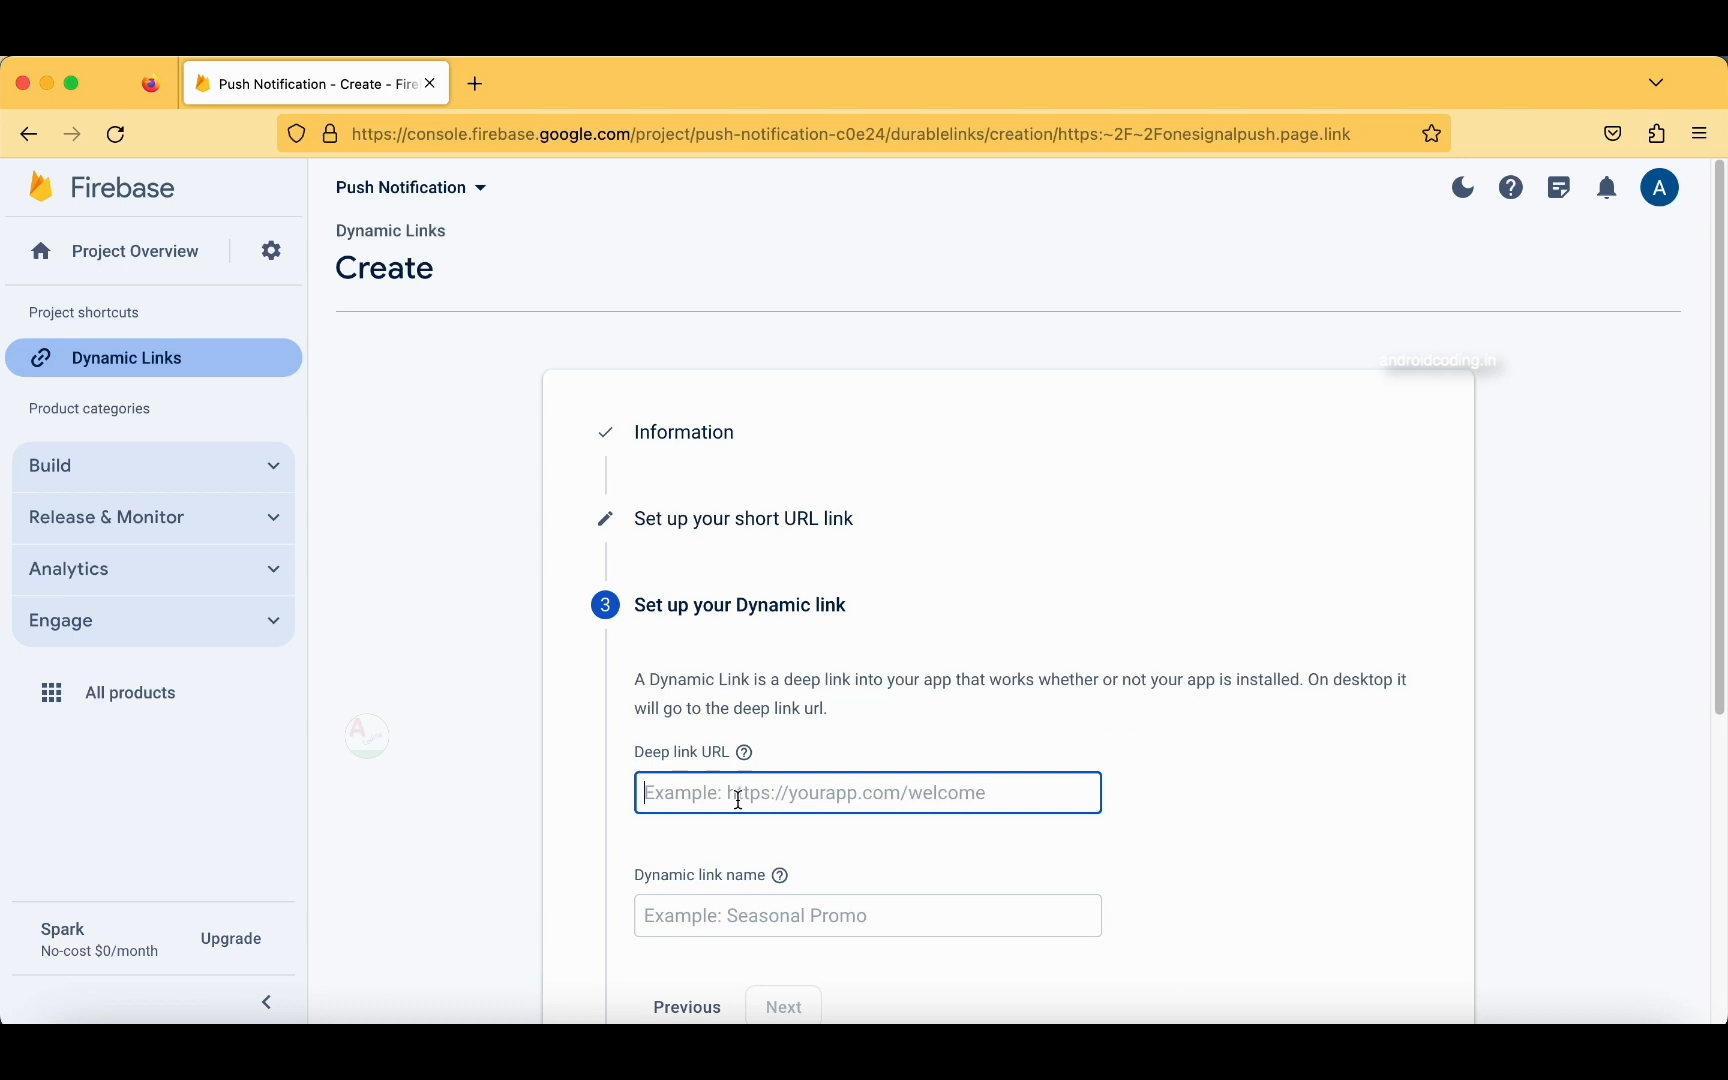 Push Notification - Create - Fire
https://console.firebase.google.com/project/push-notification-c0e24/durablelinks/creation/https:~2F~2Fonesignalpush.page.link
Firebase
Push Notification
A
Project Overview
Dynamic Links
Create
Project shortcuts
Dynamic Links
Product categories
Build
Release & Monitor
Analytics
Engage
All products
Spark
No-cost $0/month
Upgrade
androidcoding.in
Information
Set up your short URL link
3 Set up your Dynamic link
A Dynamic Link is a deep link into your app that works whether or not your app is installed. On desktop it
will go to the deep link url.
Deep link URL
Example: https://yourapp.com/welcome
Dynamic link name
Example: Seasonal Promo
Previous
Next